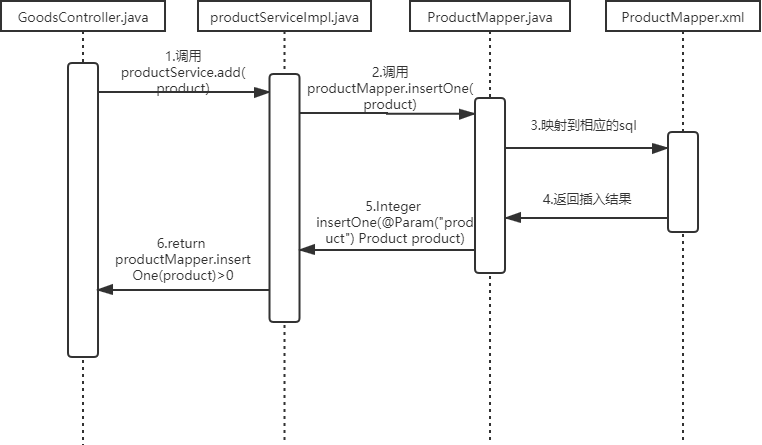 GoodsController.java
productServiceImpl.java
ProductMapper.java
ProductMapper.xml
1.调用
productService.add(
product)
2.调用
productMapper.insertOne(
product)
3.映射到相应的sql
4.返回插入结果
5.Integer
insertOne(@Param("prod
uct") Product product)
6.return
productMapper.insert
One(product)>0